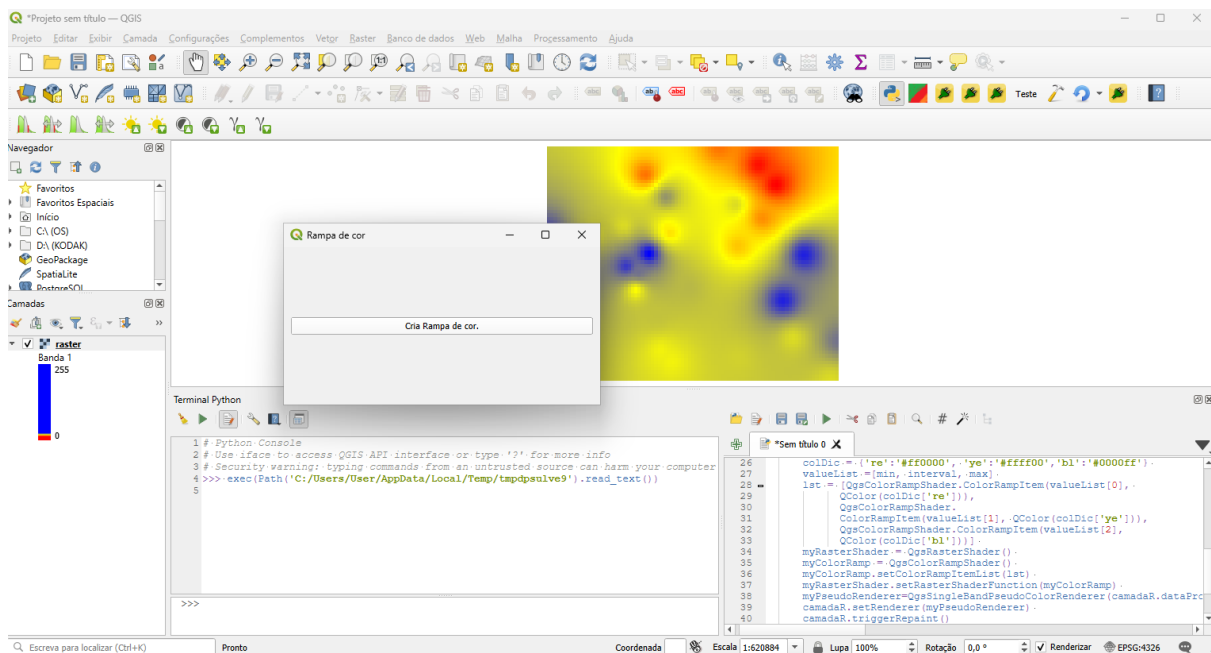 *Projeto sem título — QGIS
Projeto Editar Exibir Camada Configurações Complementos Vetor Raster Banco de dados Web Malha Processamento Ajuda
Teste
Navegador
Favoritos
Favoritos Espaciais
Início
C:\ (OS)
D:\ (KODAK)
GeoPackage
SpatiaLite
PostgreSQL
Camadas
raster
Banda 1
255
0
Rampa de cor
Cria Rampa de cor.
Terminal Python
1 # Python Console
2 # Use iface to access QGIS API interface or type '?' for more info
3 # Security warning: typing commands from an untrusted source can harm your computer
4 >>> exec(Path('C:/Users/User/AppData/Local/Temp/tmpdpsulve9').read_text())
5
>>>
*Sem título 0
26 colDic = {'re':'#ff0000', 'ye':'#ffff00','bl':'#0000ff'}
27 valueList =[min, interval, max]
28 lst = [QgsColorRampShader.ColorRampItem(valueList[0],
29 QColor(colDic['re'])),
30 QgsColorRampShader.
31 ColorRampItem(valueList[1], QColor(colDic['ye'])),
32 QgsColorRampShader.ColorRampItem(valueList[2],
33 QColor(colDic['bl']))]
34 myRasterShader = QgsRasterShader()
35 myColorRamp = QgsColorRampShader()
36 myColorRamp.setColorRampItemList(lst)
37 myRasterShader.setRasterShaderFunction(myColorRamp)
38 myPseudoRenderer=QgsSingleBandPseudoColorRenderer(camadaR.dataPro
39 camadaR.setRenderer(myPseudoRenderer)
40 camadaR.triggerRepaint()
Escreva para localizar (Ctrl+K) Pronto Coordenada Escala 1:620884 Lupa 100% Rotação 0,0 ° Renderizar EPSG:4326